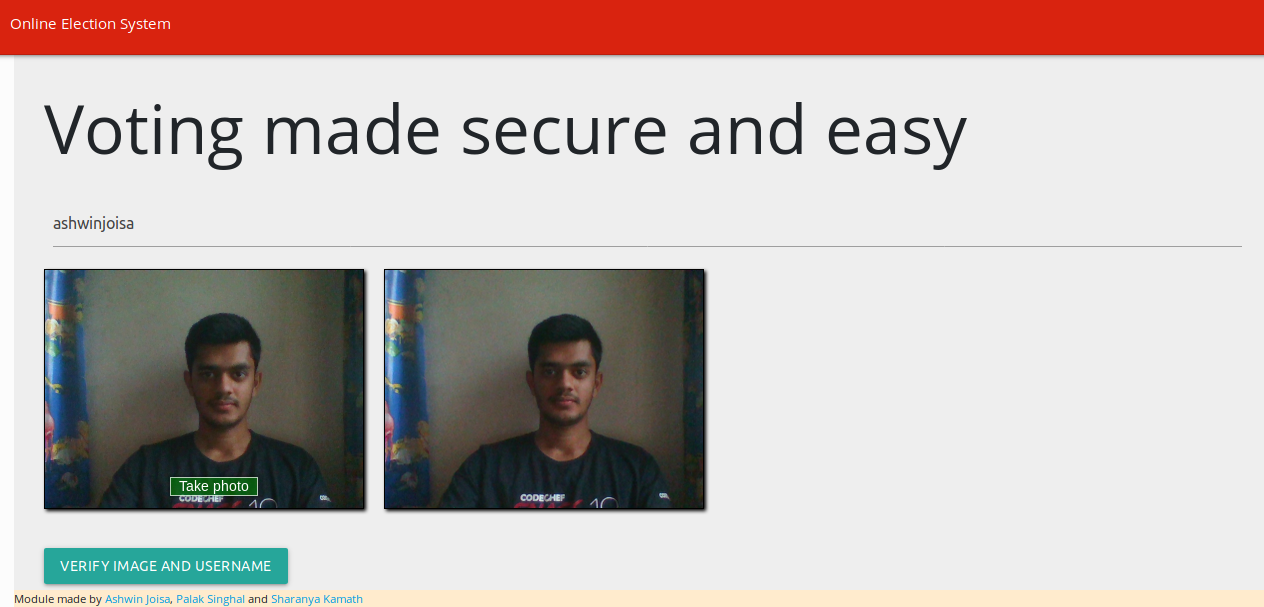 Online Election System
Voting made secure and easy
ashwinjoisa
Take photo
CODECHEF
CODECHEF
VERIFY IMAGE AND USERNAME
Module made by Ashwin Joisa, Palak Singhal and Sharanya Kamath